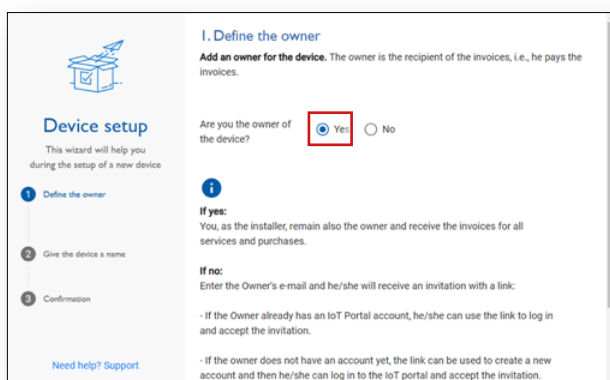 1. Define the owner
Add an owner for the device. The owner is the recipient of the invoices, i.e., he pays the
invoices.
Device setup
This wizard will help you
during the setup of a new device
1 Define the owner
2 Give the device a name
3 Confirmation
Need help? Support
Are you the owner of
the device?
Yes
No
i
If yes:
You, as the installer, remain also the owner and receive the invoices for all
services and purchases.
If no:
Enter the Owner's e-mail and he/she will receive an invitation with a link:
- If the Owner already has an IoT Portal account, he/she can use the link to log in
and accept the invitation.
- If the owner does not have an account yet, the link can be used to create a new
account and then he/she can log in to the IoT portal and accept the invitation.